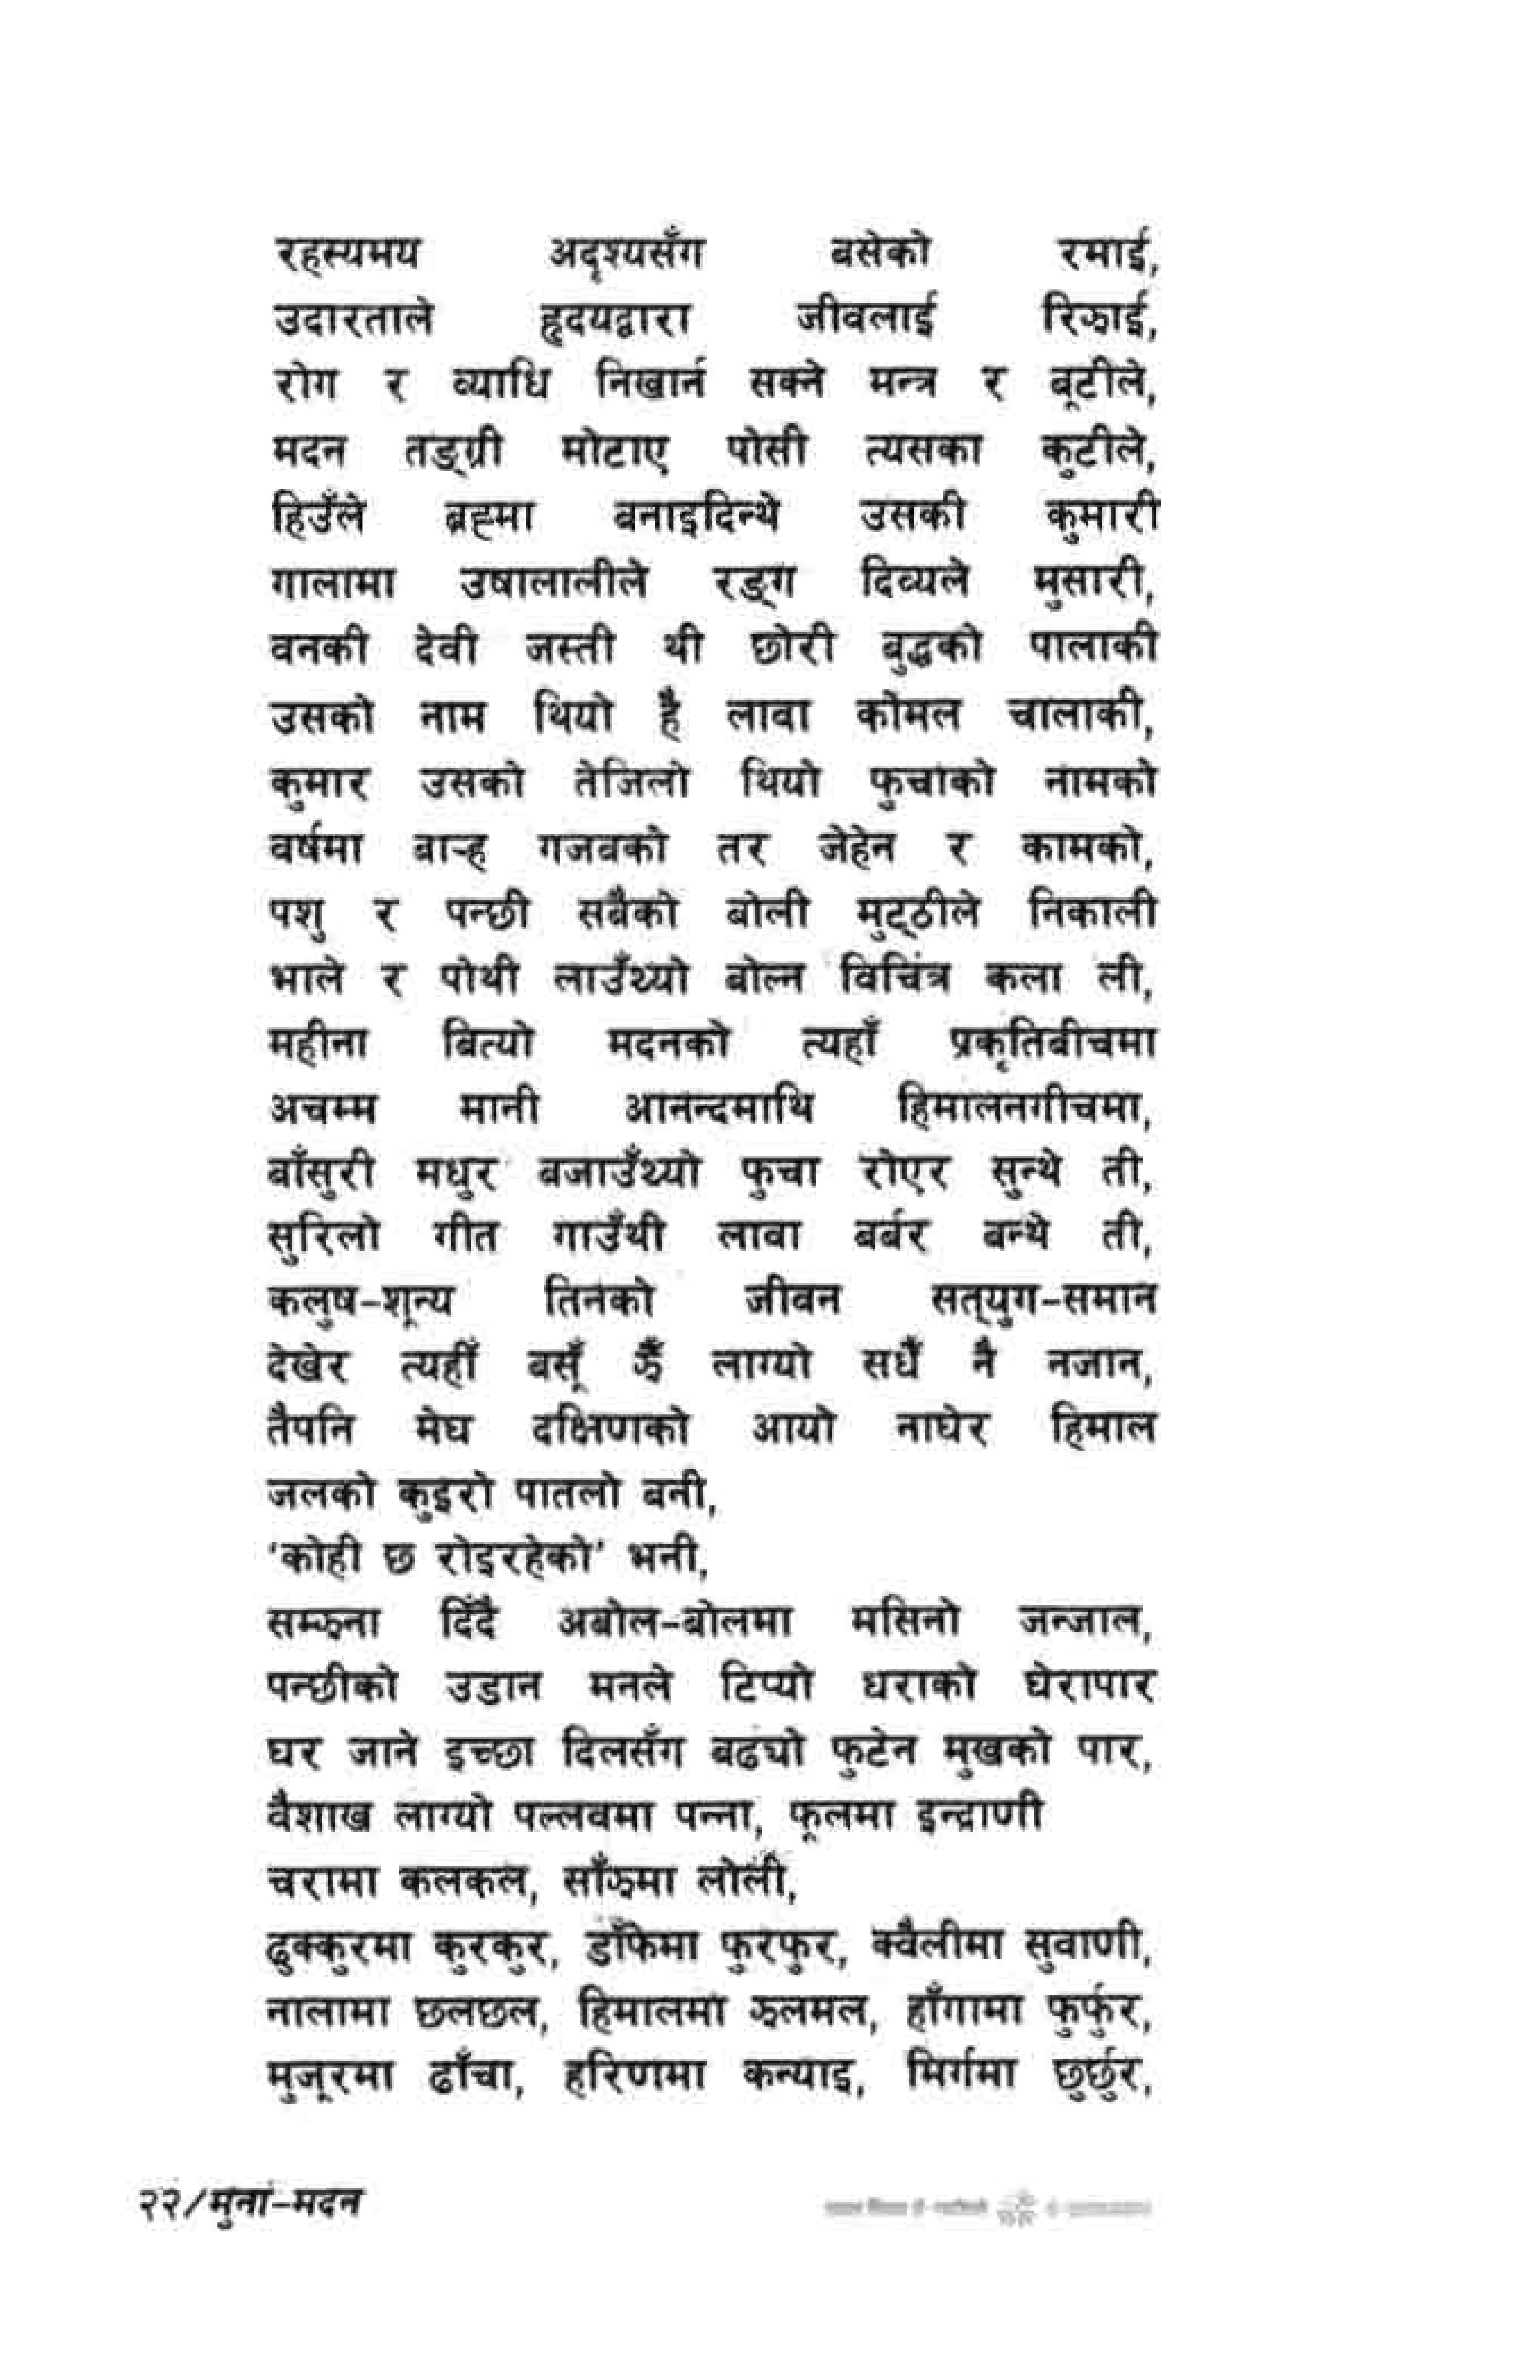 रहस्यमय अदृश्यसँग बसेको रमाई,
उदारताले हृदयद्वारा जीवलाई रिझाई,
रोग र व्याधि निखार्न सक्ने मन्त्र र बूटीले,
मदन तङ्ग्री मोटाए पोसी त्यसका कुटीले,
हिउँले ब्रह्मा बनाइदिन्थे उसकी कुमारी
गालामा उषालालीले रङ्ग दिव्यले मुसारी,
वनकी देवी जस्ती थी छोरी बुद्धको पालाकी
उसको नाम थियो है लावा कोमल चालाकी,
कुमार उसको तेजिलो थियो फुचाको नामको
वर्षमा बाऱ्ह गजबको तर जेहेन र कामको,
पशु र पन्छी सबैको बोली मुट्ठीले निकाली
भाले र पोथी लाउँथ्यो बोल्न विचित्र कला ली,
महीना बित्यो मदनको त्यहाँ प्रकृतिबीचमा
अचम्म मानी आनन्दमाथि हिमालनगीचमा,
बाँसुरी मधुर बजाउँथ्यो फुचा रोएर सुन्थे ती,
सुरिलो गीत गाउँथी लावा बर्बर बन्थे ती,
कलुष-शून्य तिनको जीवन सत्‌युग-समान
देखेर त्यहीँ बसूँ झैँ लाग्यो सधैँ नै नजान,
तैपनि मेघ दक्षिणको आयो नाघेर हिमाल
जलको कुइरो पातलो बनी,
‘कोही छ रोइरहेको’ भनी,
सम्झना दिँदै अबोल-बोलमा मसिनो जन्जाल,
पन्छीको उडान मनले टिप्यो धराको घेरापार
घर जाने इच्छा दिलसँग बढ्यो फुटेन मुखको पार,
वैशाख लाग्यो पल्लवमा पन्ना, फूलमा इन्द्राणी
चरामा कलकल, साँझमा लोली,
ढुक्कुरमा कुरकुर, डाँफेमा फुरफुर, क्वैलीमा सुवाणी,
नालामा छलछल, हिमालमा झलमल, हाँगामा फुर्फुर,
मुजूरमा ढाँचा, हरिणमा कन्याइ, मिर्गमा छुर्छुर,
२२/मुना-मदन